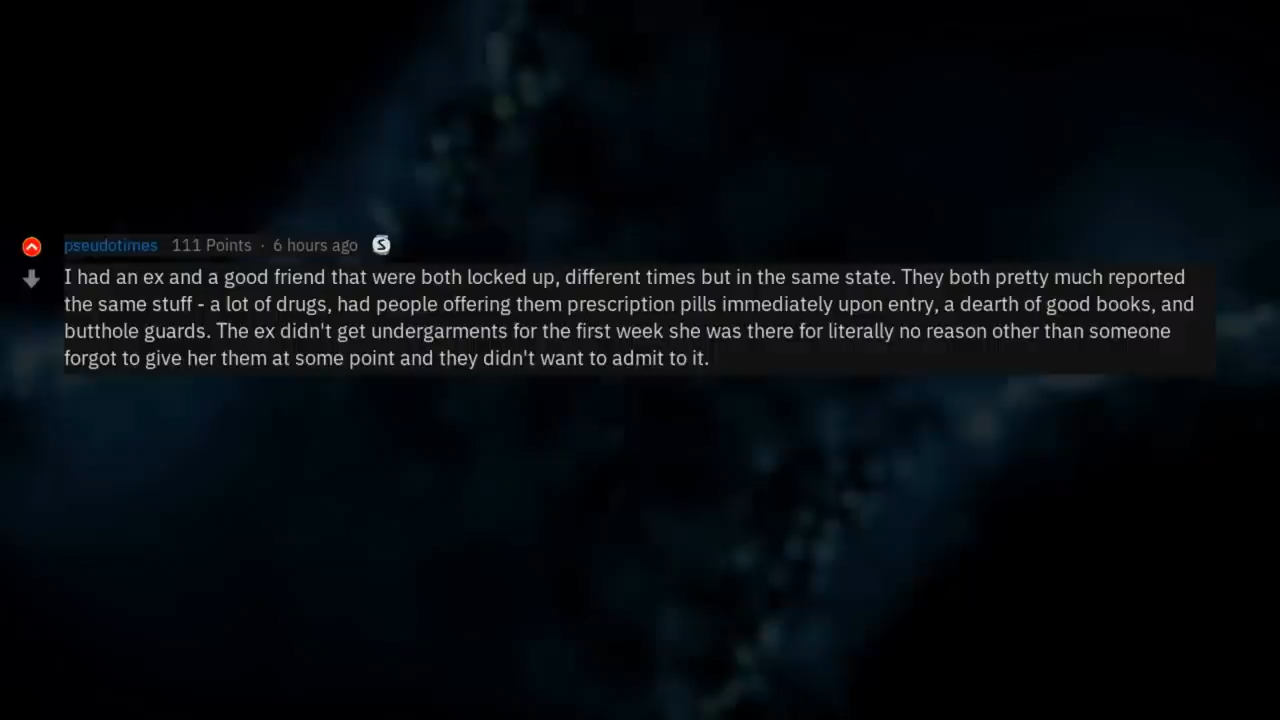 pseudotimes 111 Points · 6 hours ago S
I had an ex and a good friend that were both locked up, different times but in the same state. They both pretty much reported
the same stuff - a lot of drugs, had people offering them prescription pills immediately upon entry, a dearth of good books, and
butthole guards. The ex didn't get undergarments for the first week she was there for literally no reason other than someone
forgot to give her them at some point and they didn't want to admit to it.